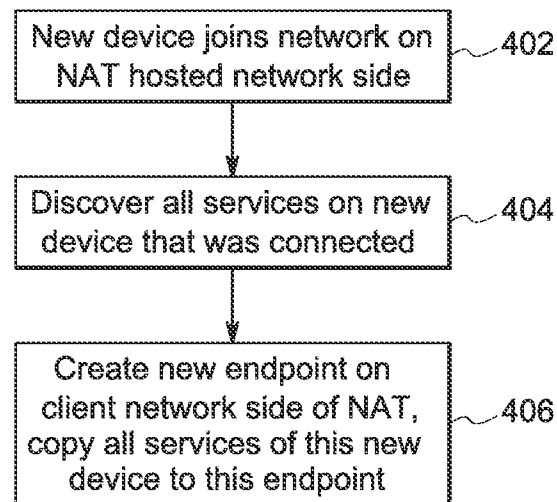 New device joins network on
NAT hosted network side
402
Discover all services on new
device that was connected
404
Create new endpoint on
client network side of NAT,
copy all services of this new
device to this endpoint
406